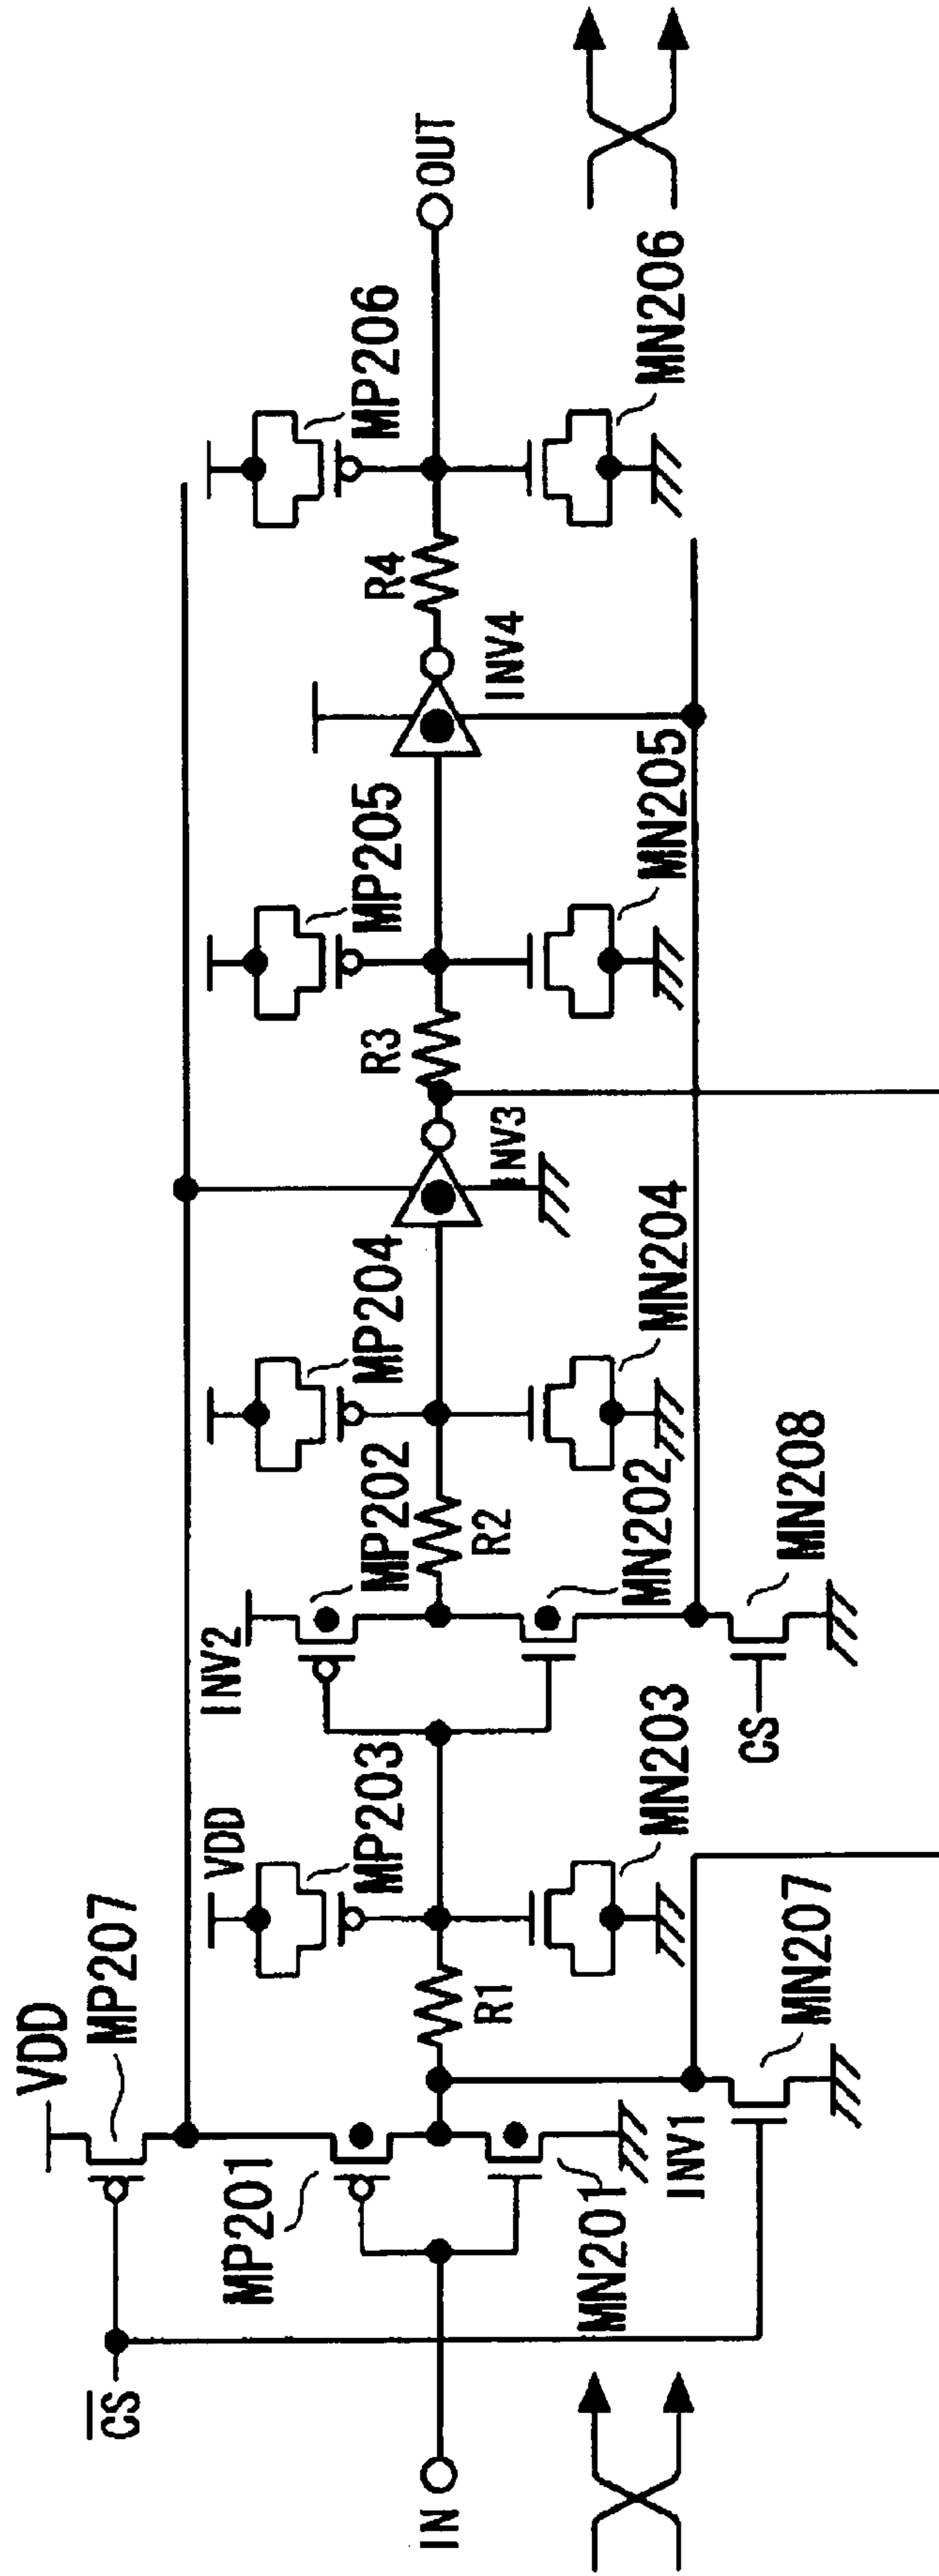 VDD
MP207
C̅S̅
VDD
INV2
MP201
MP203
MP202
MP204
MP205
MP206
IN
R1
R2
R3
R4
OUT
INV3
INV4
MN201
INV1
MN203
MN202
MN204
MN205
MN206
MN207
CS
MN208